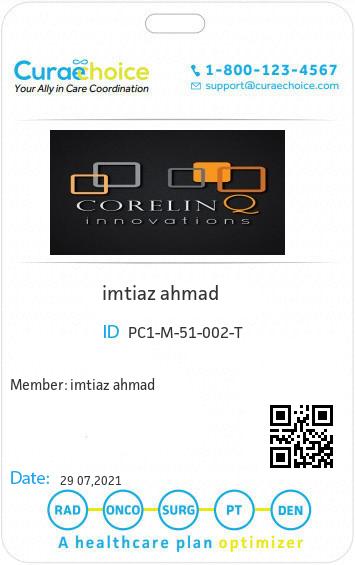 Curaechoice
Your Ally in Care Coordination
1-800-123-4567
support@curaechoice.com
CORELINQ
innovations
imtiaz ahmad
ID PC1-M-51-002-T
Member: imtiaz ahmad
Date: 29 07,2021
RAD ONCO SURG PT DEN
A healthcare plan optimizer